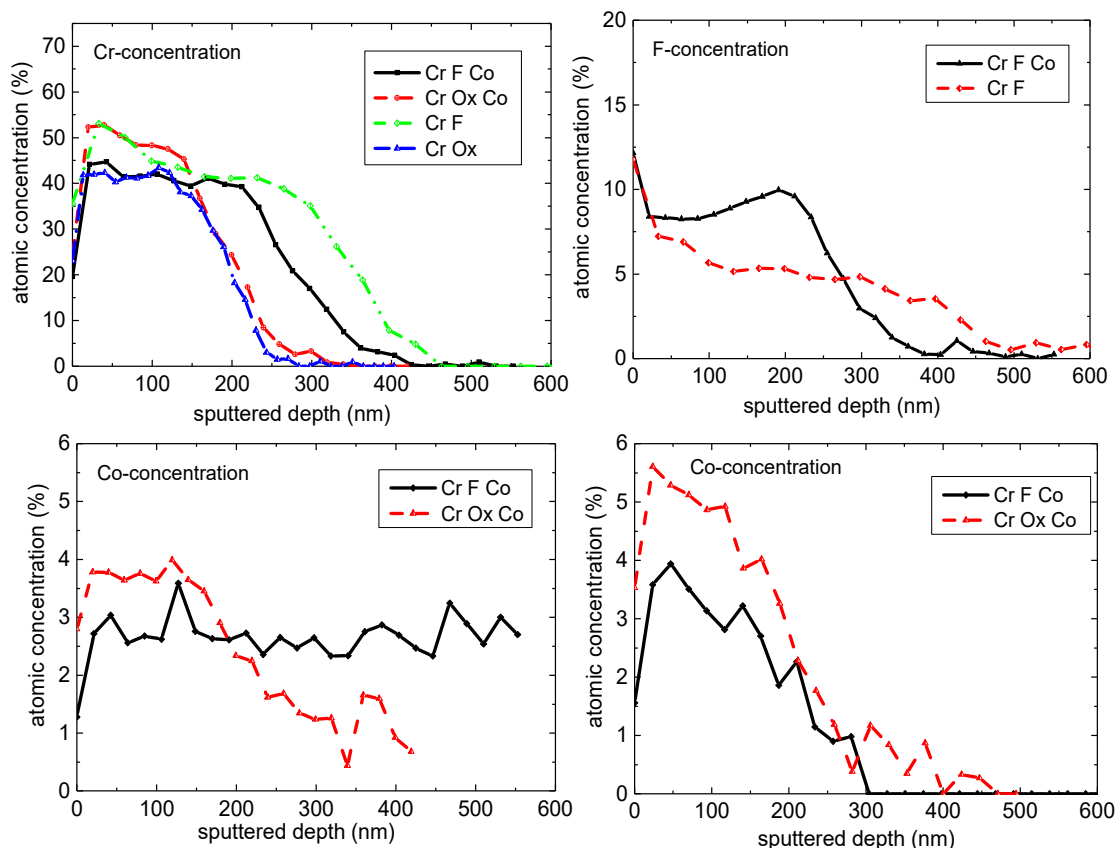 Cr-concentration
Cr F Co
Cr Ox Co
Cr F
Cr Ox
70
60
50
40
30
20
10
0
atomic concentration (%)
0 100 200 300 400 500 600
sputtered depth (nm)
F-concentration
Cr F Co
Cr F
20
15
10
5
0
atomic concentration (%)
0 100 200 300 400 500 600
sputtered depth (nm)
Co-concentration
Cr F Co
Cr Ox Co
6
5
4
3
2
1
0
atomic concentration (%)
0 100 200 300 400 500 600
sputtered depth (nm)
Co-concentration
Cr F Co
Cr Ox Co
6
5
4
3
2
1
0
atomic concentration (%)
0 100 200 300 400 500 600
sputtered depth (nm)